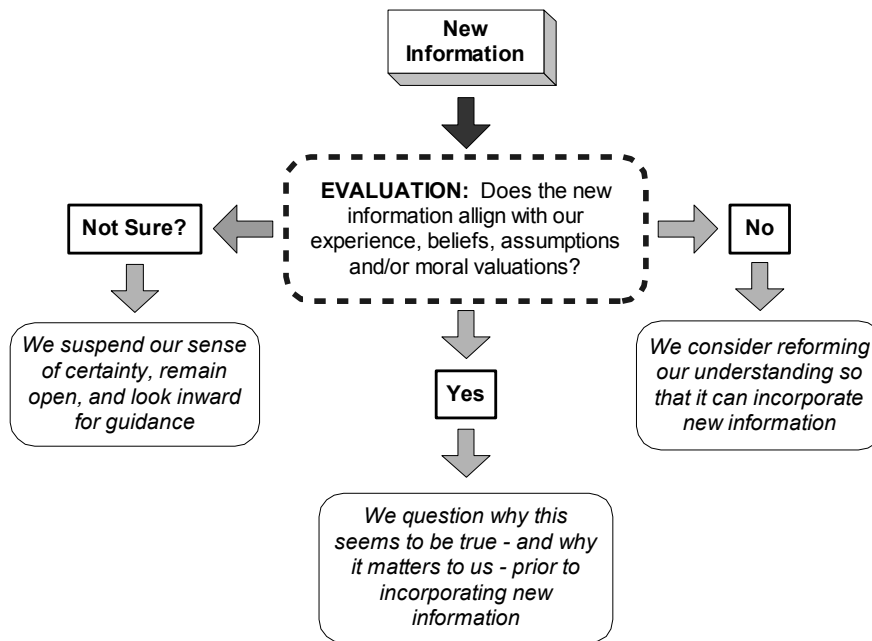 New
Information
EVALUATION: Does the new
information allign with our
experience, beliefs, assumptions
and/or moral valuations?
Not Sure?
No
We suspend our sense
of certainty, remain
open, and look inward
for guidance
Yes
We consider reforming
our understanding so
that it can incorporate
new information
We question why this
seems to be true - and why
it matters to us - prior to
incorporating new
information